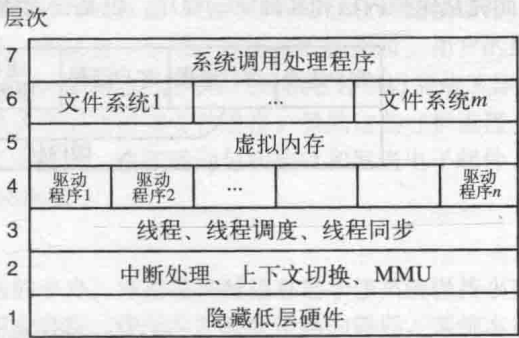 层次
7 系统调用处理程序
6 文件系统1 … 文件系统m
5 虚拟内存
4 驱动程序1 驱动程序2 … 驱动程序n
3 线程、线程调度、线程同步
2 中断处理、上下文切换、MMU
1 隐藏低层硬件